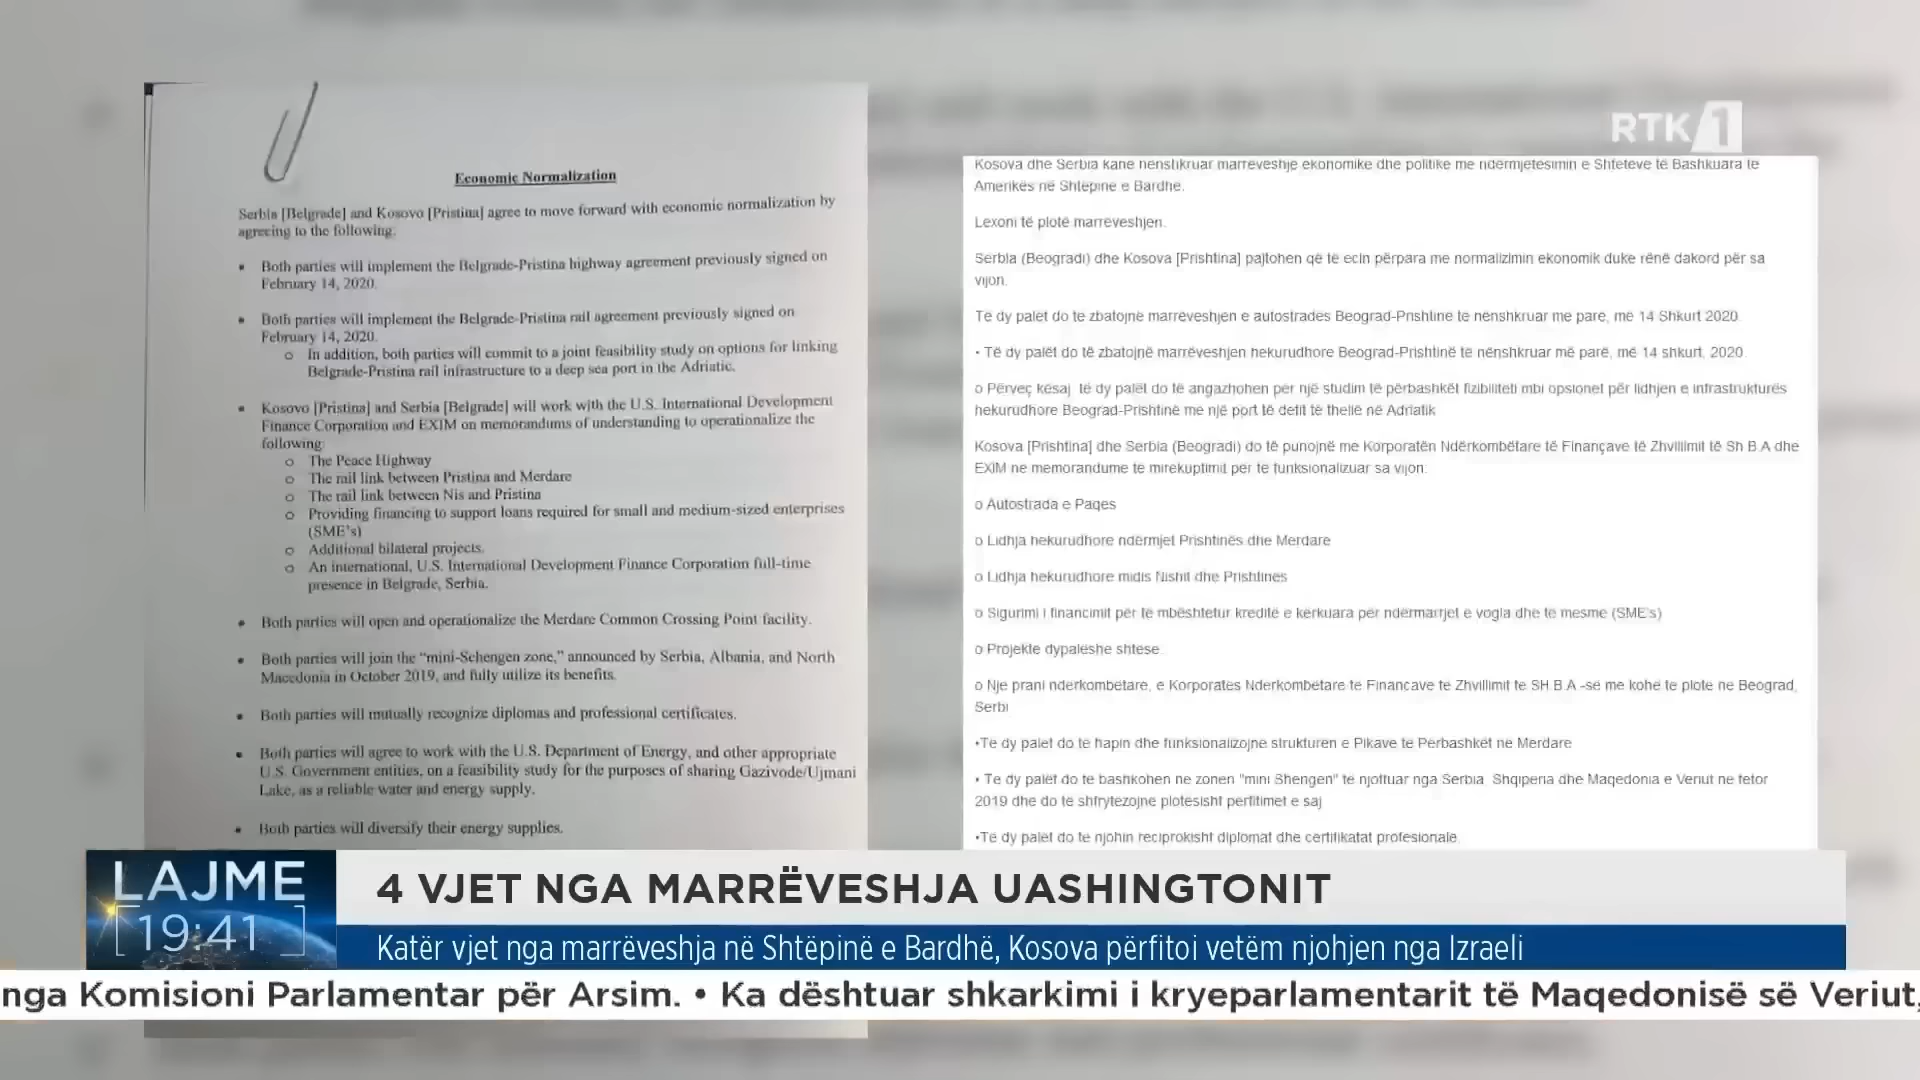 RTK 1
Economic Normalization
Serbia [Belgrade] and Kosovo [Pristina] agree to move forward with economic normalization by
agreeing to the following:
• Both parties will implement the Belgrade-Pristina highway agreement previously signed on
February 14, 2020.
• Both parties will implement the Belgrade-Pristina rail agreement previously signed on
February 14, 2020.
o In addition, both parties will commit to a joint feasibility study on options for linking
Belgrade-Pristina rail infrastructure to a deep sea port in the Adriatic.
• Kosovo [Pristina] and Serbia [Belgrade] will work with the U.S. International Development
Finance Corporation and EXIM on memorandums of understanding to operationalize the
following:
o The Peace Highway
o The rail link between Pristina and Merdare
o The rail link between Nis and Pristina
o Providing financing to support loans required for small and medium-sized enterprises
(SME's)
o Additional bilateral projects.
o An international, U.S. International Development Finance Corporation full-time
presence in Belgrade, Serbia.
• Both parties will open and operationalize the Merdare Common Crossing Point facility.
• Both parties will join the “mini-Schengen zone,” announced by Serbia, Albania, and North
Macedonia in October 2019, and fully utilize its benefits.
• Both parties will mutually recognize diplomas and professional certificates.
• Both parties will agree to work with the U.S. Department of Energy, and other appropriate
U.S. Government entities, on a feasibility study for the purposes of sharing Gazivode/Ujmani
Lake, as a reliable water and energy supply.
• Both parties will diversify their energy supplies.
Kosova dhe Serbia kanë nënshkruar marrëveshje ekonomike dhe politike me ndërmjetësimin e Shteteve të Bashkuara të
Amerikës në Shtëpinë e Bardhë.
Lexoni të plotë marrëveshjen.
Serbia (Beogradi) dhe Kosova [Prishtina] pajtohen që të ecin përpara me normalizimin ekonomik duke rënë dakord për sa
vijon.
Të dy palët do të zbatojnë marrëveshjen e autostradës Beograd-Prishtinë të nënshkruar më parë, më 14 Shkurt 2020.
• Të dy palët do të zbatojnë marrëveshjen hekurudhore Beograd-Prishtinë të nënshkruar më parë, më 14 shkurt, 2020.
o Përveç kësaj, të dy palët do të angazhohen për një studim të përbashkët fizibiliteti mbi opsionet për lidhjen e infrastrukturës
hekurudhore Beograd-Prishtinë me një port të detit të thellë në Adriatik
Kosova [Prishtina] dhe Serbia (Beogradi) do të punojnë me Korporatën Ndërkombëtare të Financave të Zhvillimit të Sh.B.A dhe
EXIM në memorandume të mirëkuptimit për të funksionalizuar sa vijon:
o Autostrada e Paqes
o Lidhja hekurudhore ndërmjet Prishtinës dhe Merdare
o Lidhja hekurudhore midis Nishit dhe Prishtinës
o Sigurimi i financimit për të mbështetur kreditë e kërkuara për ndërmarrjet e vogla dhe të mesme (SME's)
o Projekte dypalëshe shtesë.
o Një prani ndërkombëtare, e Korporatës Ndërkombëtare të Financave të Zhvillimit të SH.B.A -së me kohë të plotë në Beograd,
Serbi
•Të dy palët do të hapin dhe funksionalizojnë strukturën e Pikave të Përbashkët në Merdare
• Të dy palët do të bashkohen në zonën "mini Shengen" të njoftuar nga Serbia, Shqipëria dhe Maqedonia e Veriut në tetor
2019 dhe do të shfrytëzojnë plotësisht përfitimet e saj
•Të dy palët do të njohin reciprokisht diplomat dhe certifikatat profesionale.
LAJME
19:41
4 VJET NGA MARRËVESHJA UASHINGTONIT
Katër vjet nga marrëveshja në Shtëpinë e Bardhë, Kosova përfitoi vetëm njohjen nga Izraeli
nga Komisioni Parlamentar për Arsim. • Ka dështuar shkarkimi i kryeparlamentarit të Maqedonisë së Veriut,